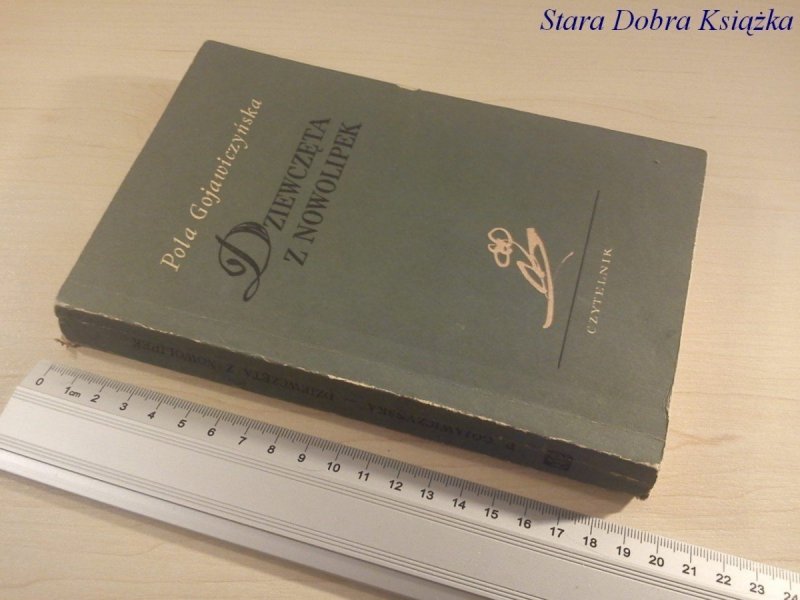 Stara Dobra Książka
Pola Gojawiczyńska
DZIEWCZĘTA
Z NOWOLIPEK
CZYTELNIK
P. GOJAWICZYŃSKA — DZIEWCZĘTA Z NOWOLIPEK
0 1cm 2 3 4 5 6 7 8 9 10 11 12 13 14 15 16 17 18 19 20 21 22 23 24